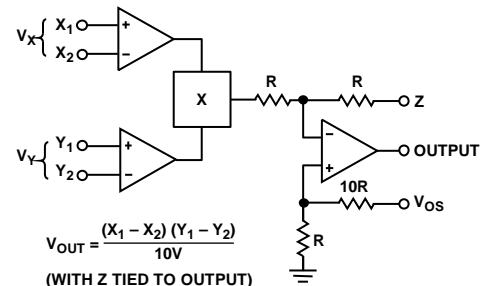 X1
VX
+
X2
−
X
R
R
Z
−
OUTPUT
+
Y1
VY
+
Y2
−
10R
VOS
R
VOUT = (X1 − X2) (Y1 − Y2) / 10V
(WITH Z TIED TO OUTPUT)